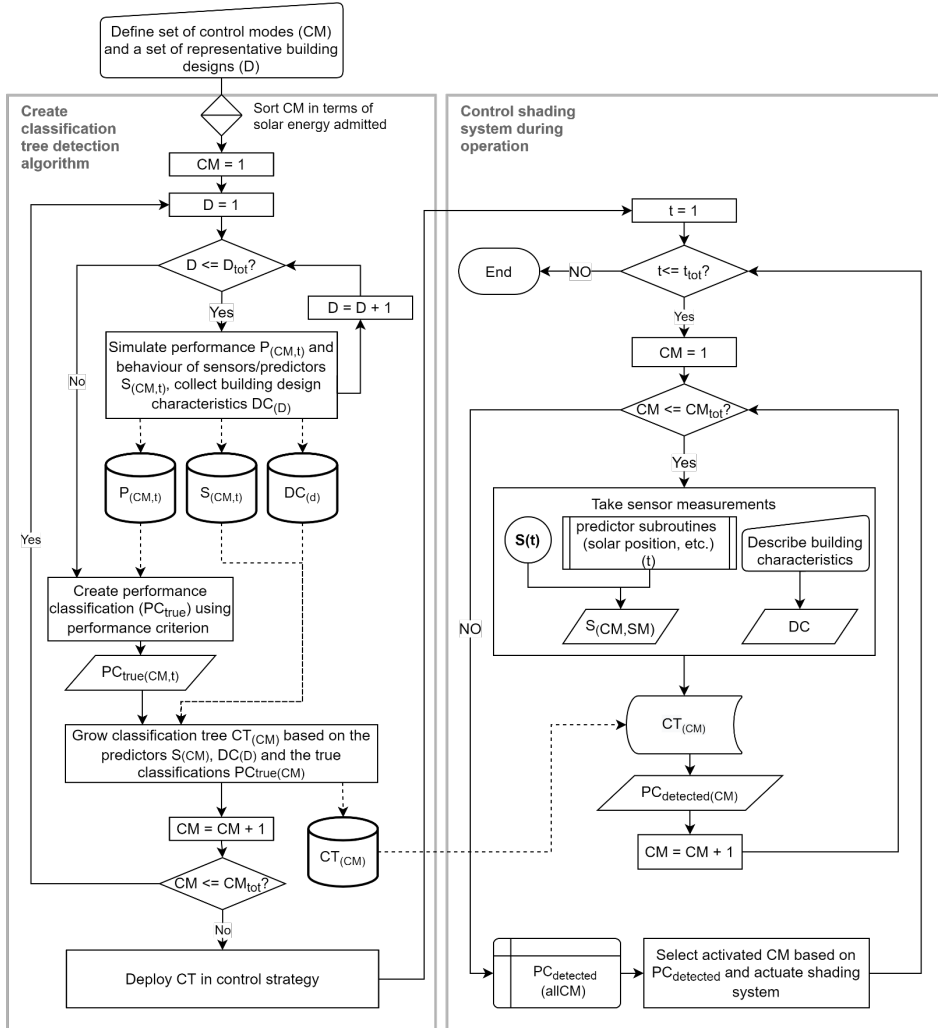 Define set of control modes (CM)
and a set of representative building
designs (D)
Create
classification
tree detection
algorithm
Sort CM in terms of
solar energy admitted
CM = 1
D = 1
D <= Dtot?
Yes
D = D + 1
Simulate performance P(CM,t) and
behaviour of sensors/predictors
S(CM,t), collect building design
characteristics DC(D)
No
P(CM,t)
S(CM,t)
DC(d)
Yes
Create performance
classification (PCtrue) using
performance criterion
PCtrue(CM,t)
Grow classification tree CT(CM) based on the
predictors S(CM), DC(D) and the true
classifications PCtrue(CM)
CM = CM + 1
CT(CM)
CM <= CMtot?
No
Deploy CT in control strategy
Control shading
system during
operation
t = 1
End
NO
t<= ttot?
Yes
CM = 1
CM <= CMtot?
Yes
Take sensor measurements
S(t)
predictor subroutines
(solar position, etc.)
(t)
Describe building
characteristics
S(CM,SM)
DC
NO
CT(CM)
PCdetected(CM)
CM = CM + 1
PCdetected
(allCM)
Select activated CM based on
PCdetected and actuate shading
system